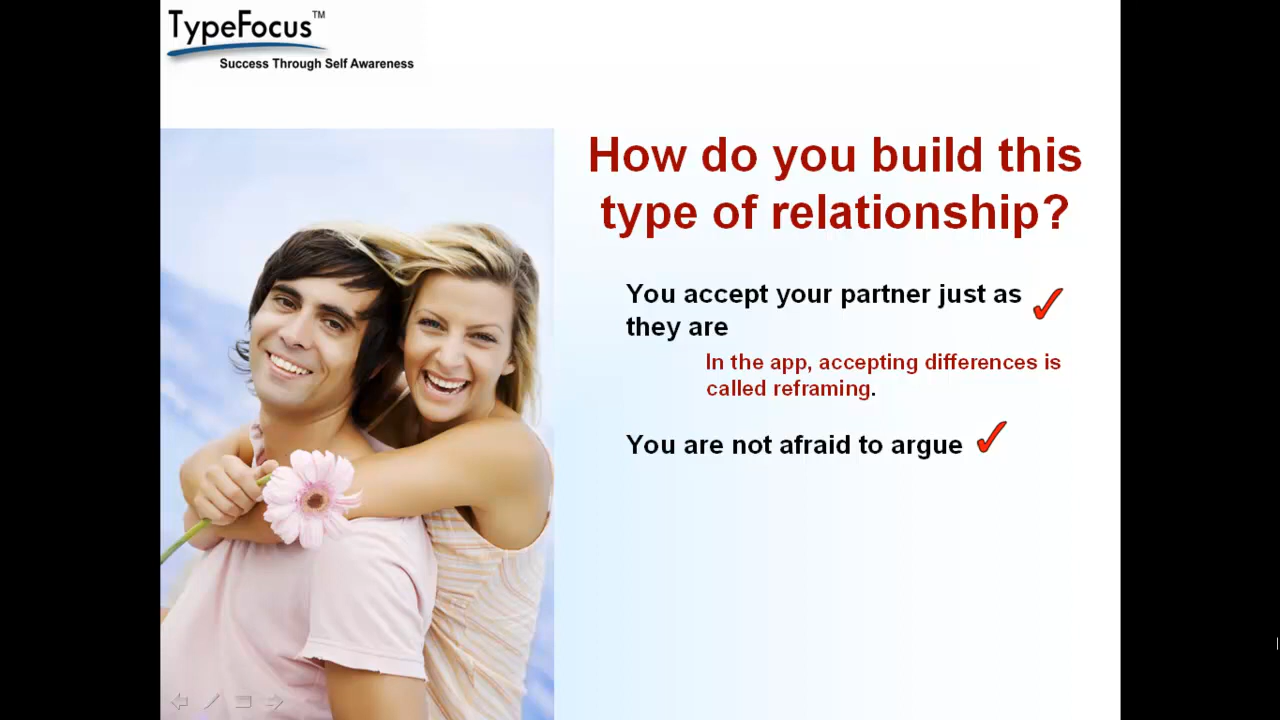 TypeFocus™
Success Through Self Awareness
How do you build this
type of relationship?
You accept your partner just as
they are
In the app, accepting differences is
called reframing.
You are not afraid to argue